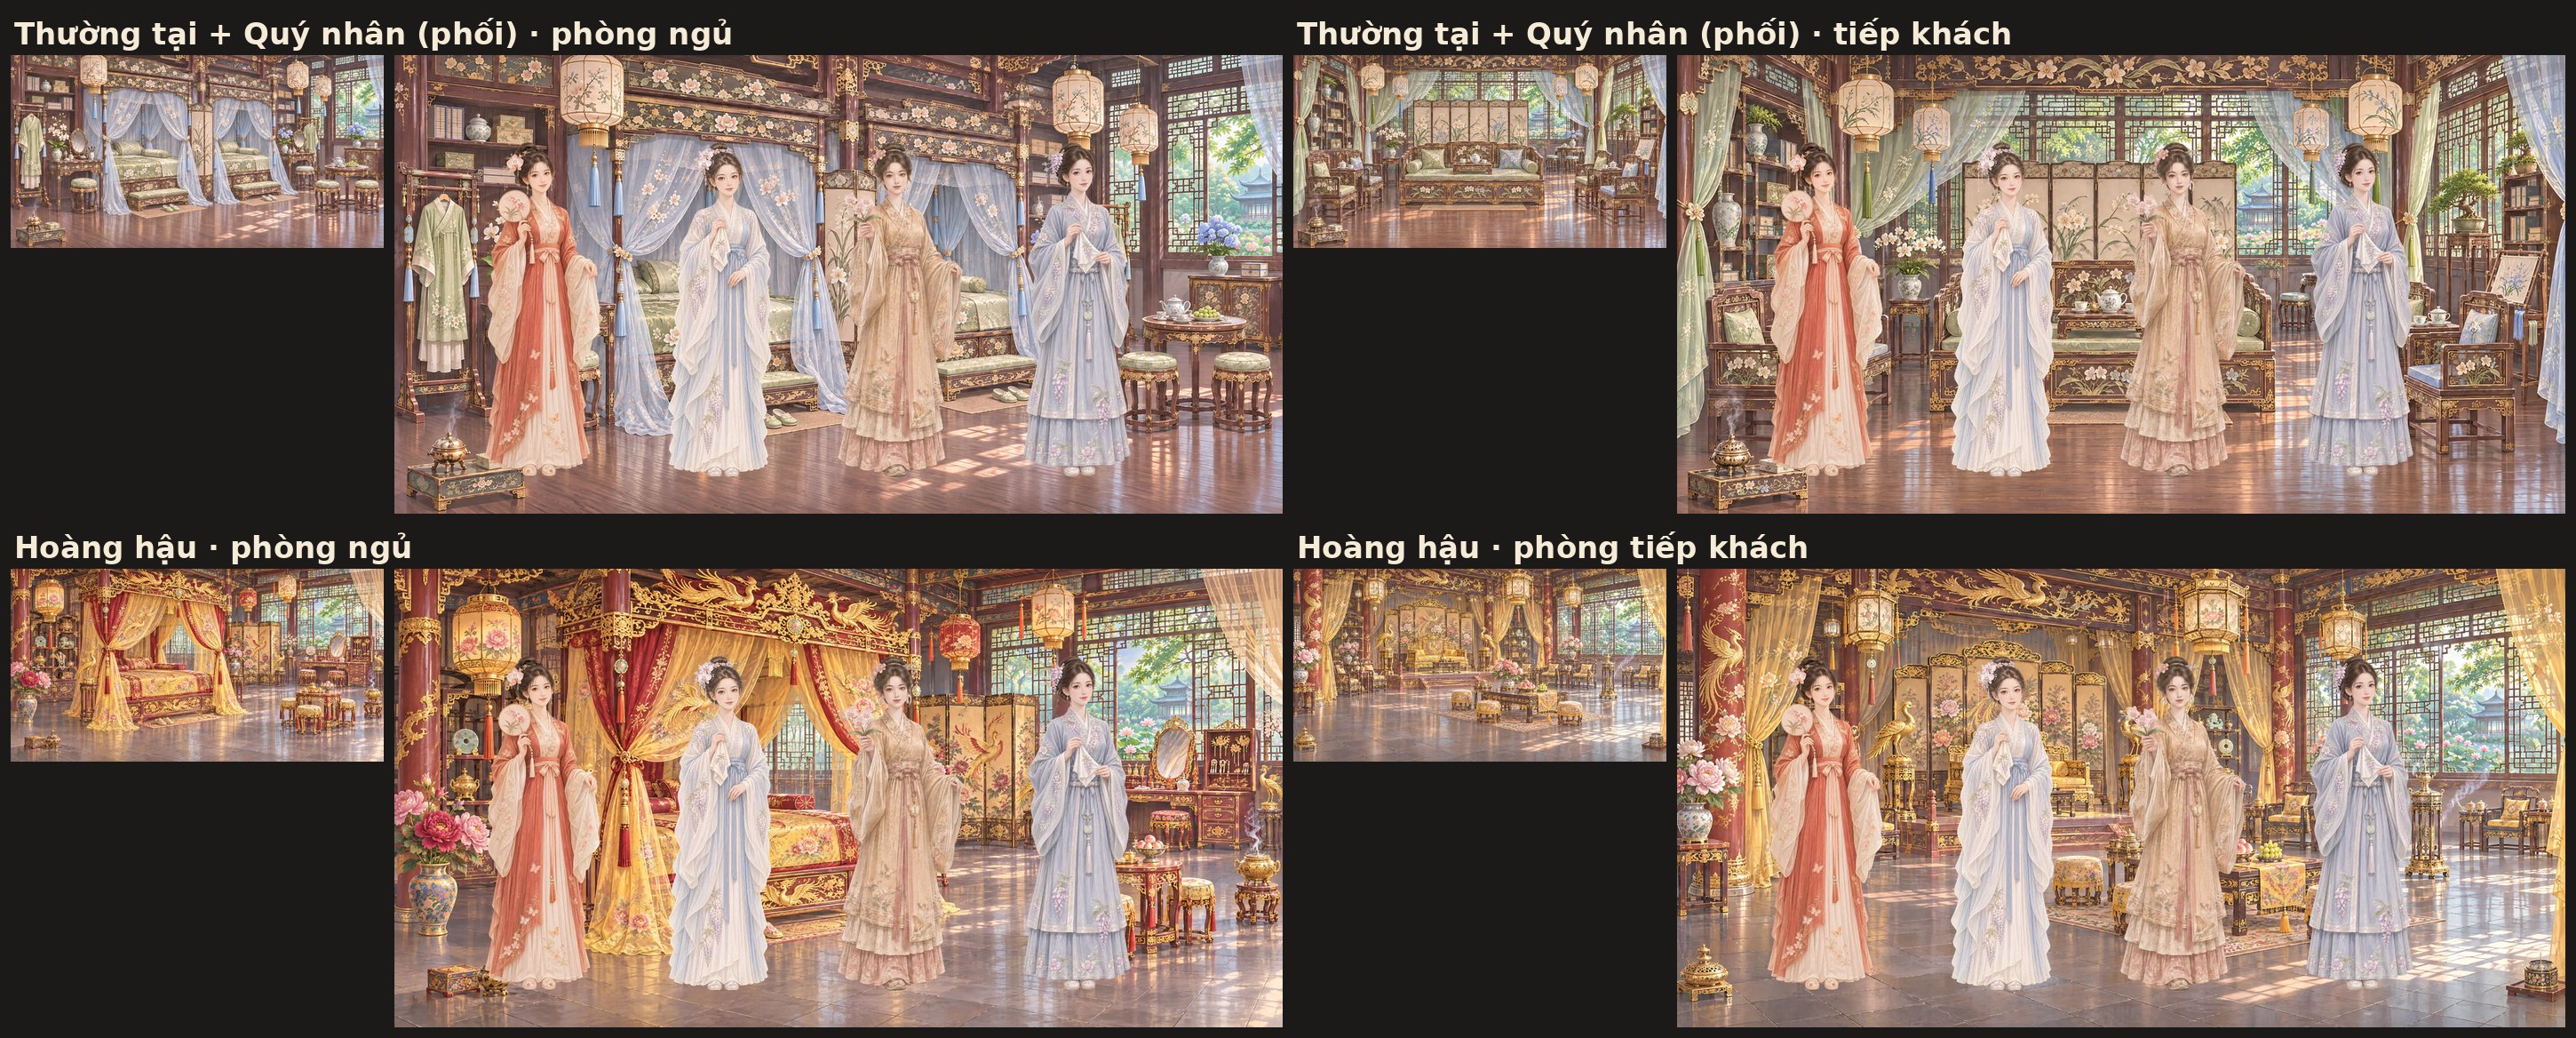 Thường tại + Quý nhân (phối) · phòng ngủ
Thường tại + Quý nhân (phối) · tiếp khách
Hoàng hậu · phòng ngủ
Hoàng hậu · phòng tiếp khách